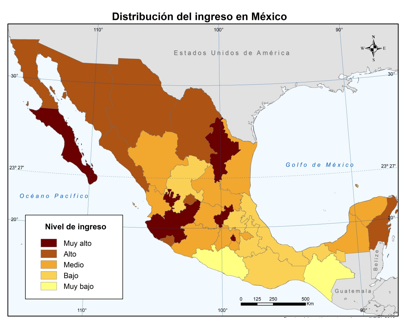 Distribución del ingreso en México
110°
100°
90°
Estados Unidos de América
N
W
E
S
30°
30°
23° 27'
23° 27'
Golfo de México
Océano Pacífico
20°
20°
Nivel de ingreso
Muy alto
Alto
Medio
Bajo
Muy bajo
Belize
Guatemala
0
125
250
500
Km
110°
100°
90°